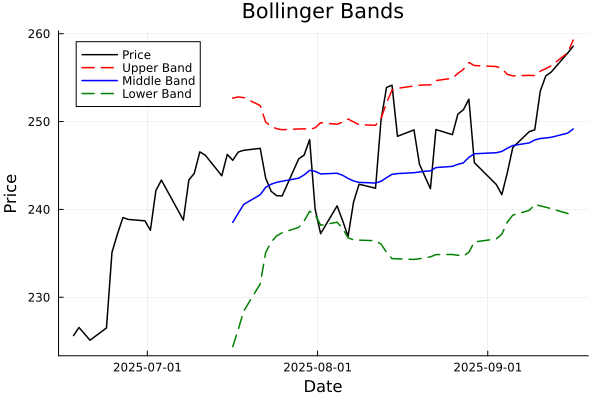 Bollinger Bands
260
250
240
230
Price
Price
Upper Band
Middle Band
Lower Band
2025-07-01
2025-08-01
2025-09-01
Date